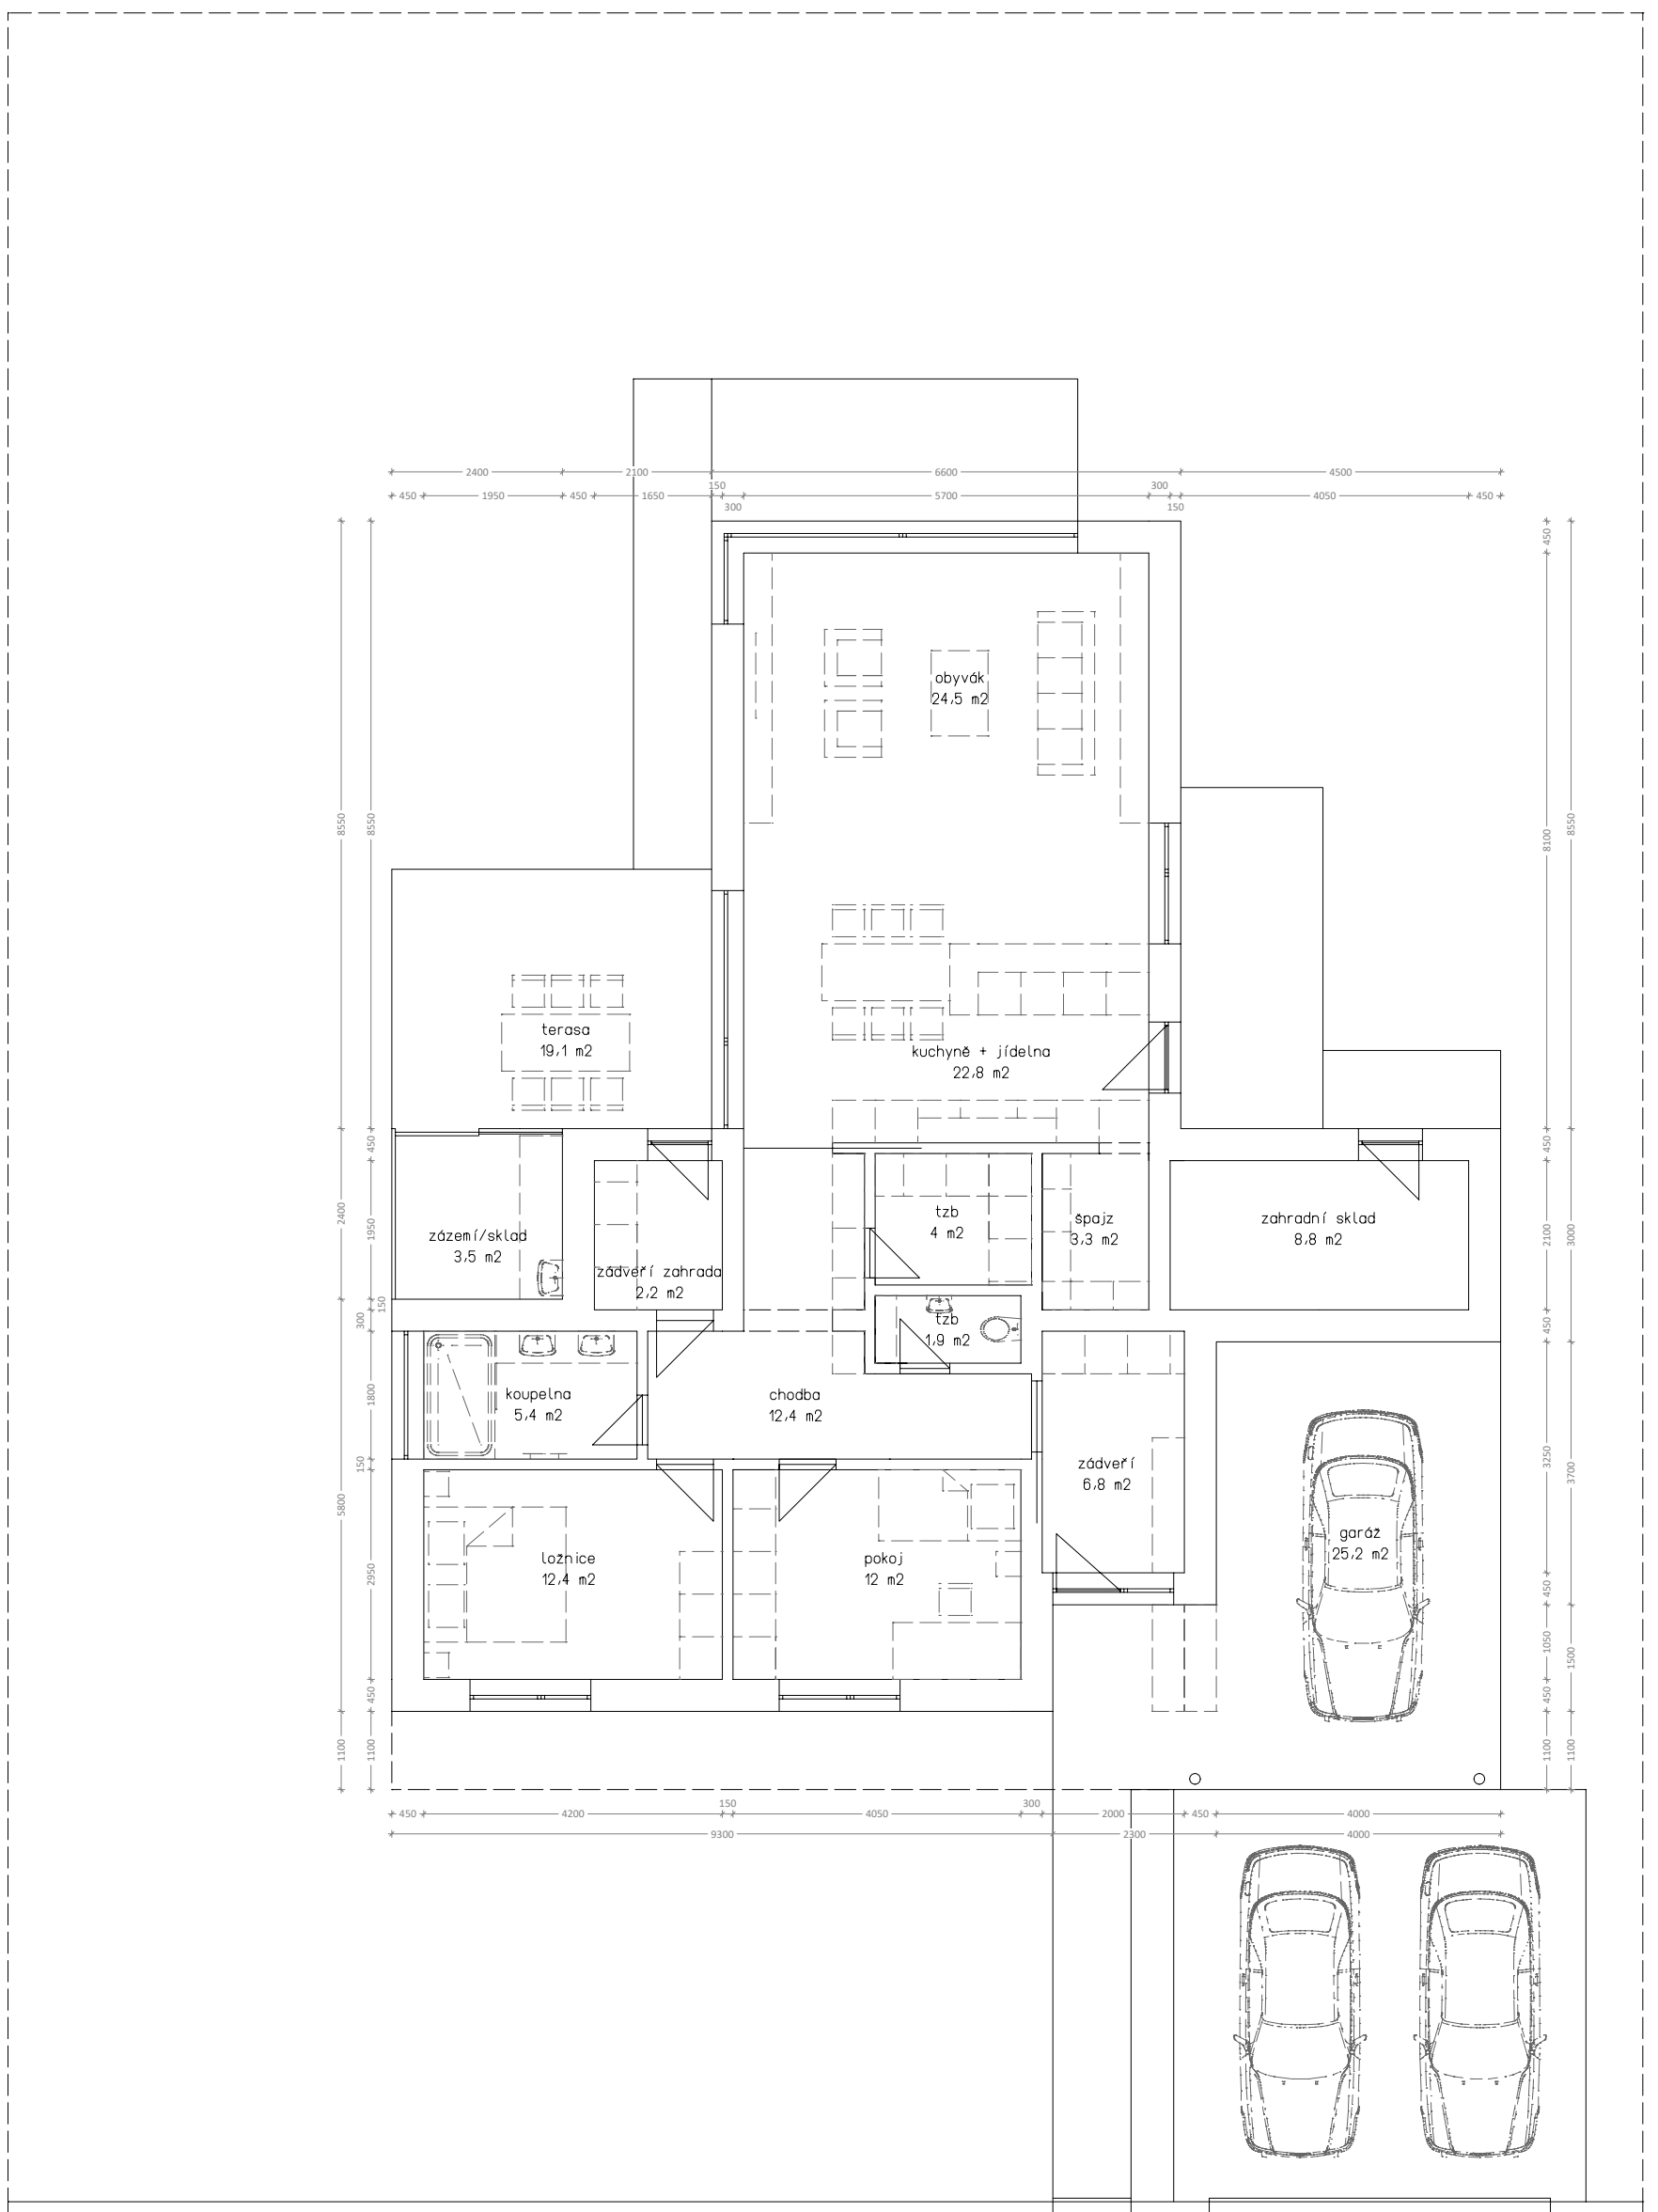 2400 2100 6600 4500
450 1950 450 1650 150 300 5700 300 150 4050 450
8550
8550
450
8100
8550
obyvák
24,5 m2
terasa
19,1 m2
kuchyně + jídelna
22,8 m2
450
2400
1950
150
300
zázemí/sklad
3,5 m2
zádveří zahrada
2,2 m2
tzb
4 m2
špajz
3,3 m2
zahradní sklad
8,8 m2
450
2100
3000
450
tzb
1,9 m2
koupelna
5,4 m2
chodba
12,4 m2
zádveří
6,8 m2
garáž
25,2 m2
ložnice
12,4 m2
pokoj
12 m2
1800
150
5800
2950
450
1100
1100
3250
3700
450
1050
1500
450
1100
1100
450 4200 150 4050 300 2000 450 4000
9300 2300 4000